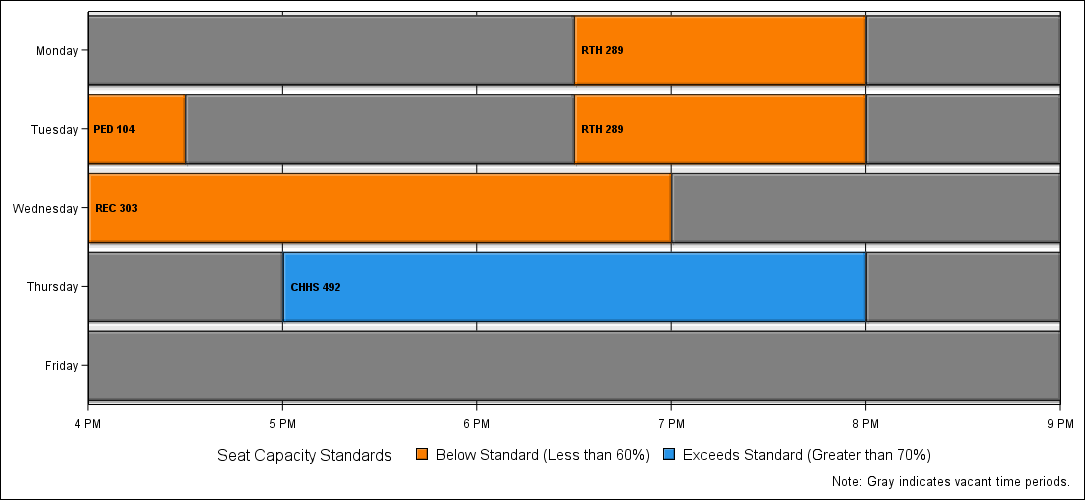 Monday
RTH 289
Tuesday
PED 104
RTH 289
Wednesday
REC 303
Thursday
CHHS 492
Friday
4 PM 5 PM 6 PM 7 PM 8 PM 9 PM
Seat Capacity Standards Below Standard (Less than 60%) Exceeds Standard (Greater than 70%)
Note: Gray indicates vacant time periods.